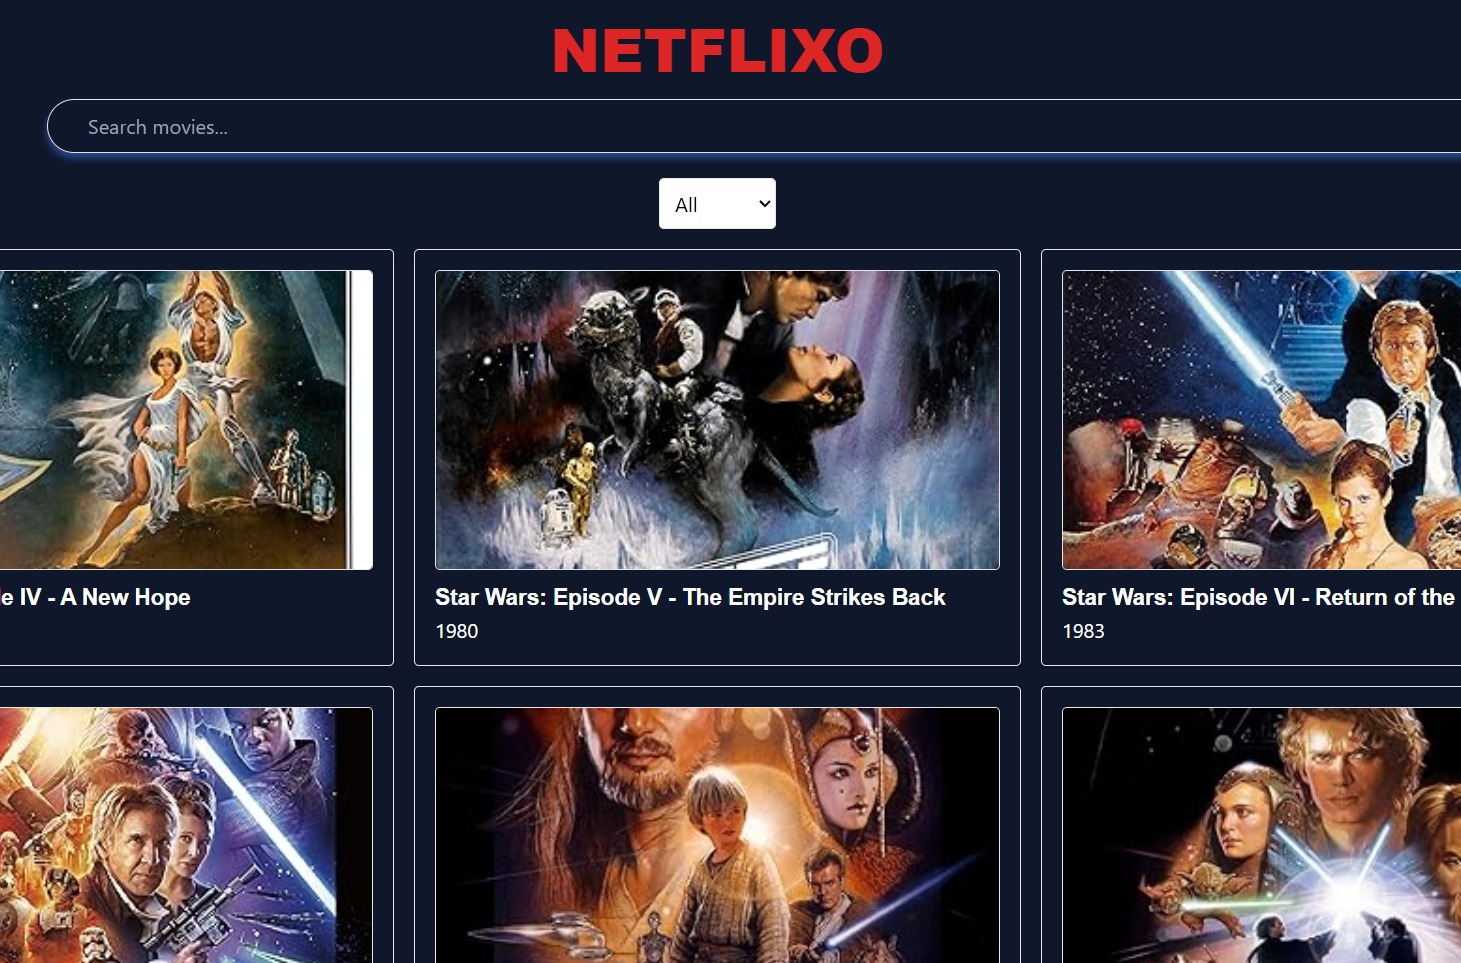 NETFLIXO
Search movies...
All
e IV - A New Hope
Star Wars: Episode V - The Empire Strikes Back
1980
Star Wars: Episode VI - Return of the
1983